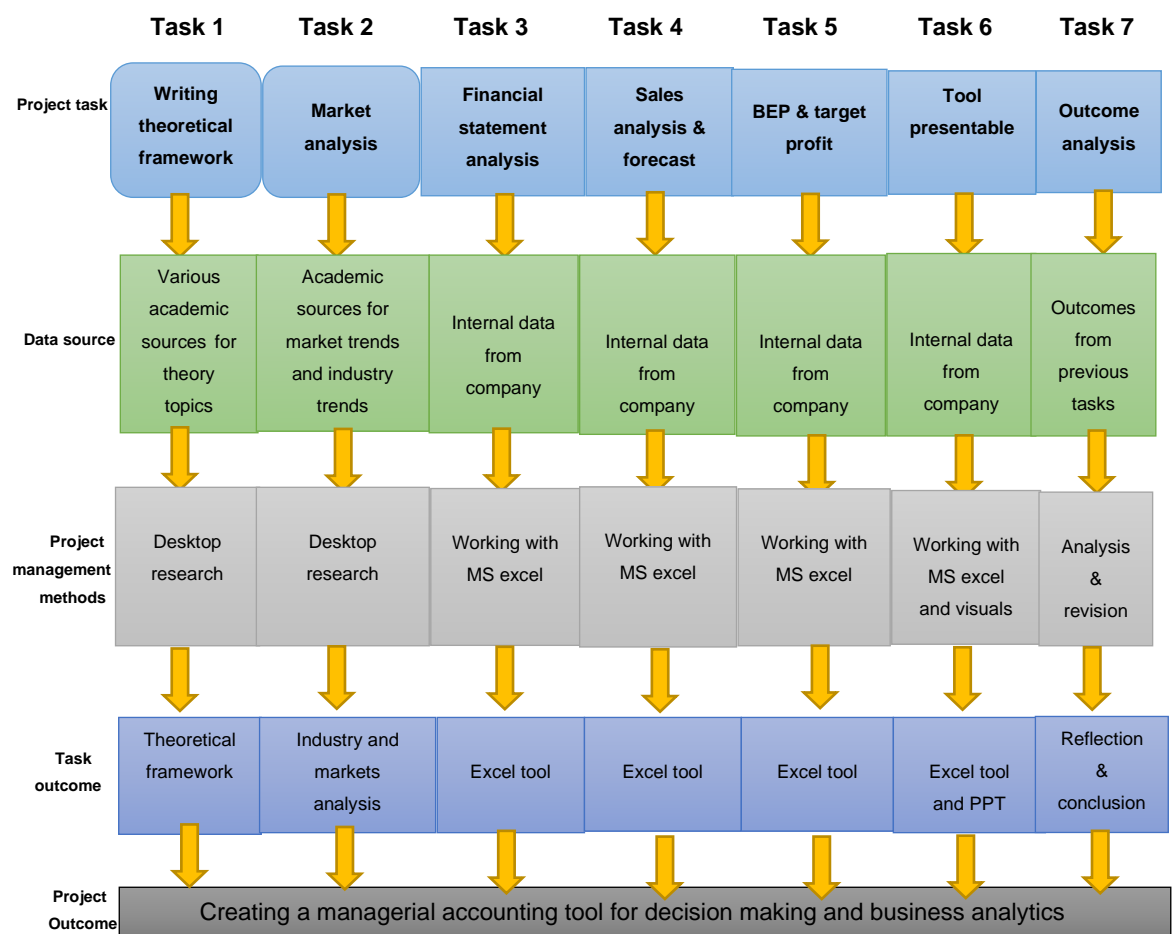 Task 1
Task 2
Task 3
Task 4
Task 5
Task 6
Task 7
Project task
Writing
theoretical
framework
Market
analysis
Financial
statement
analysis
Sales
analysis &
forecast
BEP & target
profit
Tool
presentable
Outcome
analysis
Data source
Various
academic
sources for
theory
topics
Academic
sources for
market trends
and industry
trends
Internal data
from
company
Internal data
from
company
Internal data
from
company
Internal data
from
company
Outcomes
from
previous
tasks
Project
management
methods
Desktop
research
Desktop
research
Working with
MS excel
Working with
MS excel
Working with
MS excel
Working with
MS excel
and visuals
Analysis
&
revision
Task
outcome
Theoretical
framework
Industry and
markets
analysis
Excel tool
Excel tool
Excel tool
Excel tool
and PPT
Reflection
&
conclusion
Project
Outcome
Creating a managerial accounting tool for decision making and business analytics